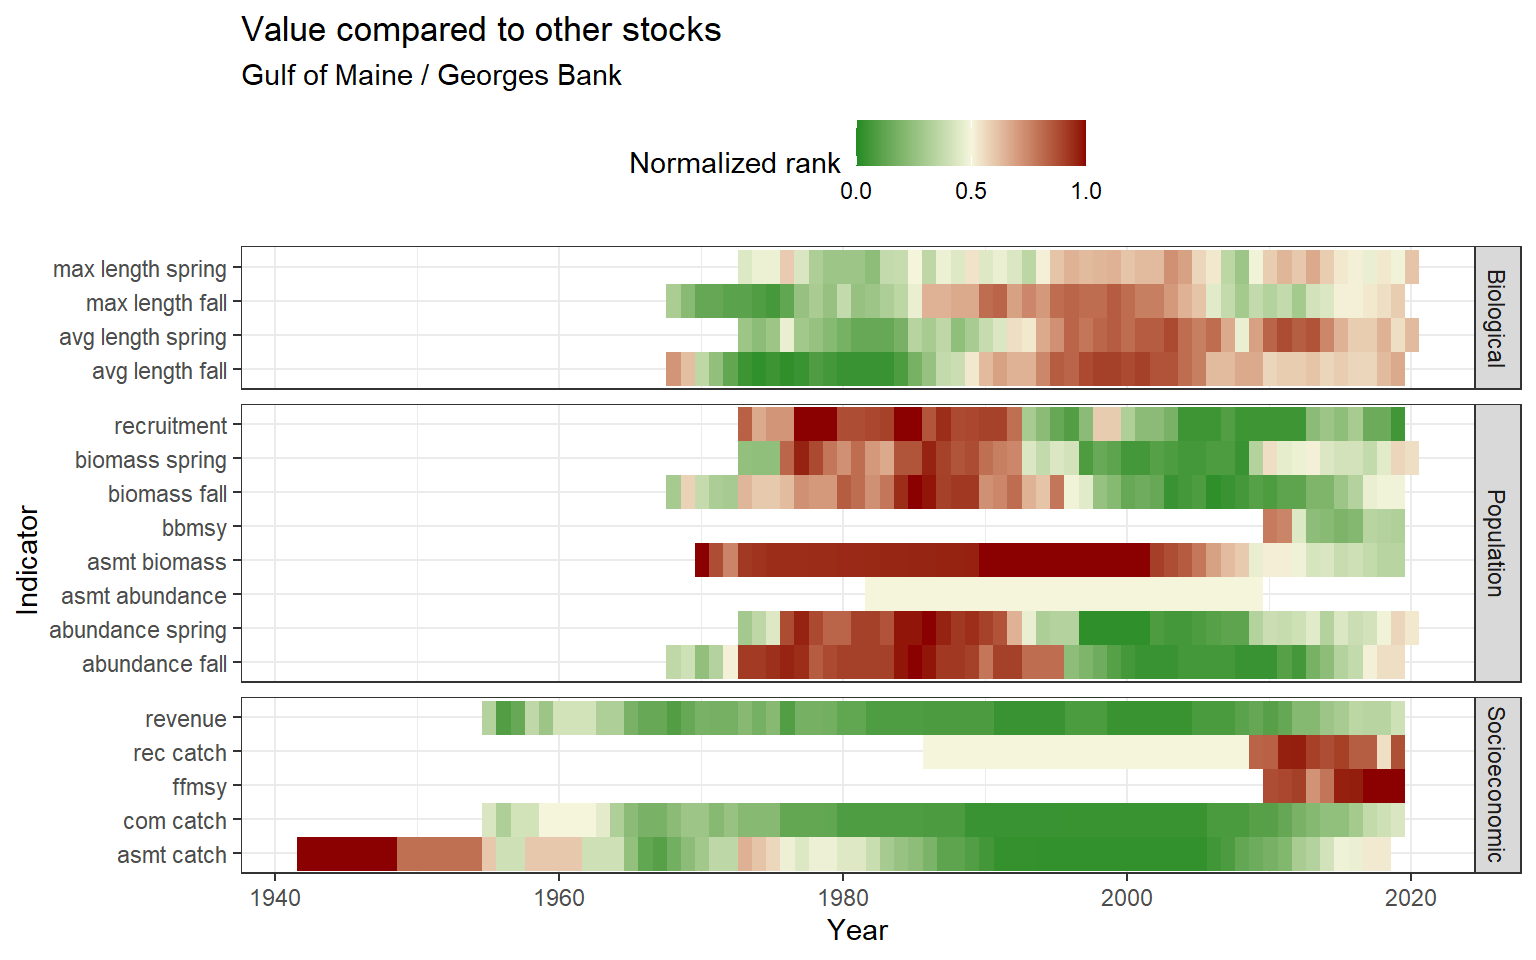 Value compared to other stocks
Gulf of Maine / Georges Bank
Normalized rank
0.0 0.5 1.0
max length spring
max length fall
avg length spring
avg length fall
Biological
recruitment
biomass spring
biomass fall
bbmsy
asmt biomass
asmt abundance
abundance spring
abundance fall
Population
revenue
rec catch
ffmsy
com catch
asmt catch
Socioeconomic
Indicator
1940 1960 1980 2000 2020
Year